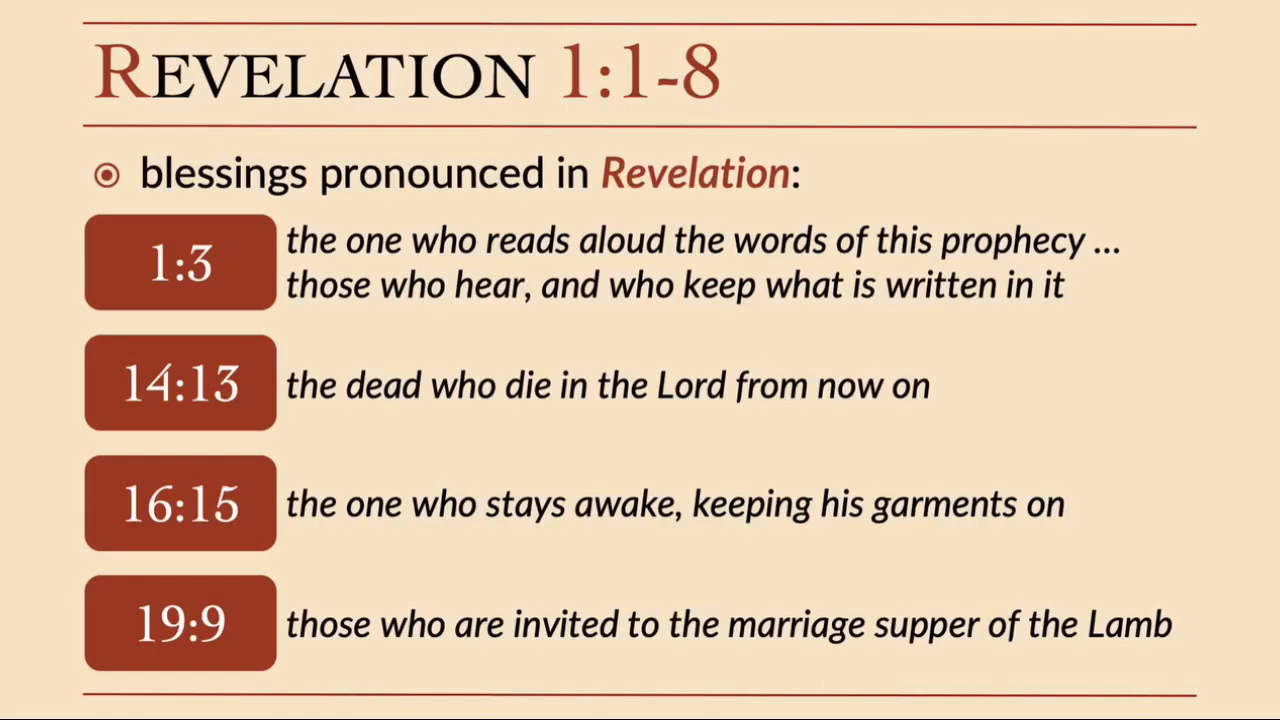 REVELATION 1:1-8
blessings pronounced in Revelation:
1:3
the one who reads aloud the words of this prophecy ...
those who hear, and who keep what is written in it
14:13
the dead who die in the Lord from now on
16:15
the one who stays awake, keeping his garments on
19:9
those who are invited to the marriage supper of the Lamb